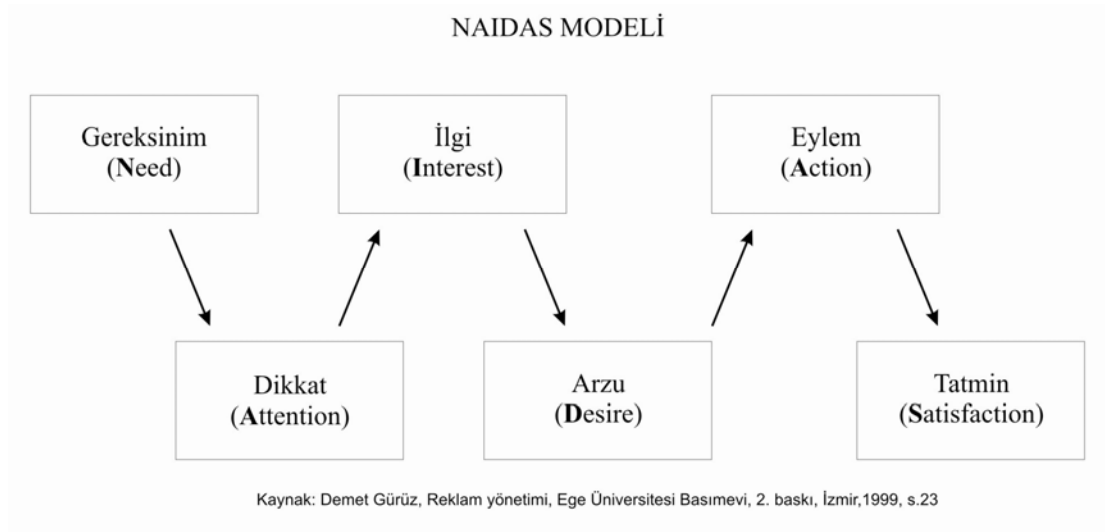 NAIDAS MODELİ
Gereksinim
(Need)
Dikkat
(Attention)
İlgi
(Interest)
Arzu
(Desire)
Eylem
(Action)
Tatmin
(Satisfaction)
Kaynak: Demet Gürüz, Reklam yönetimi, Ege Üniversitesi Basımevi, 2. baskı, İzmir,1999, s.23